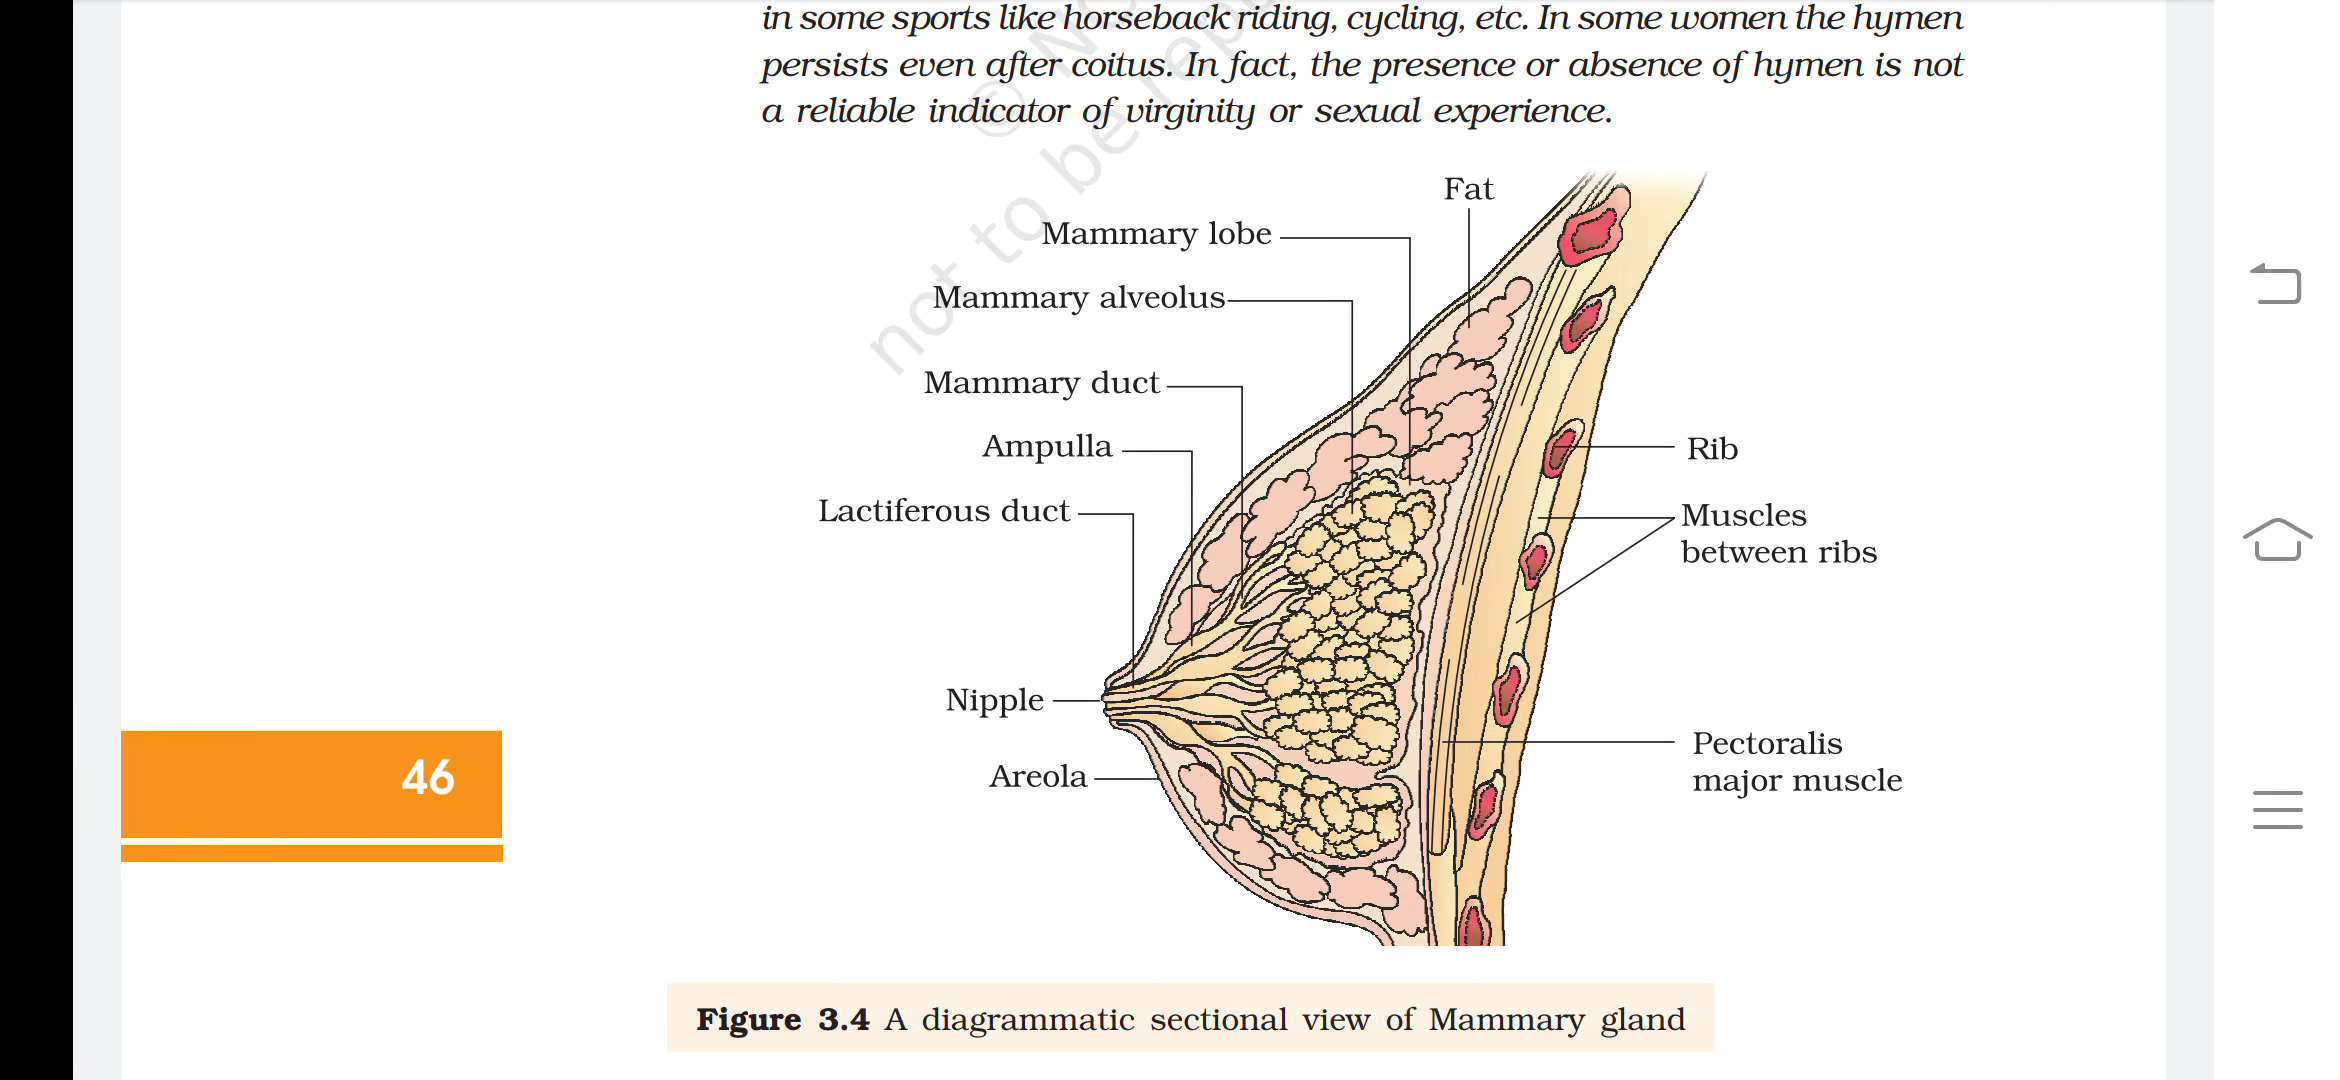 in some sports like horseback riding, cycling, etc. In some women the hymen
persists even after coitus. In fact, the presence or absence of hymen is not
a reliable indicator of virginity or sexual experience.
Fat
Mammary lobe
Mammary alveolus
Mammary duct
Ampulla
Lactiferous duct
Nipple
Areola
Rib
Muscles
between ribs
Pectoralis
major muscle
46
Figure 3.4 A diagrammatic sectional view of Mammary gland
not to be